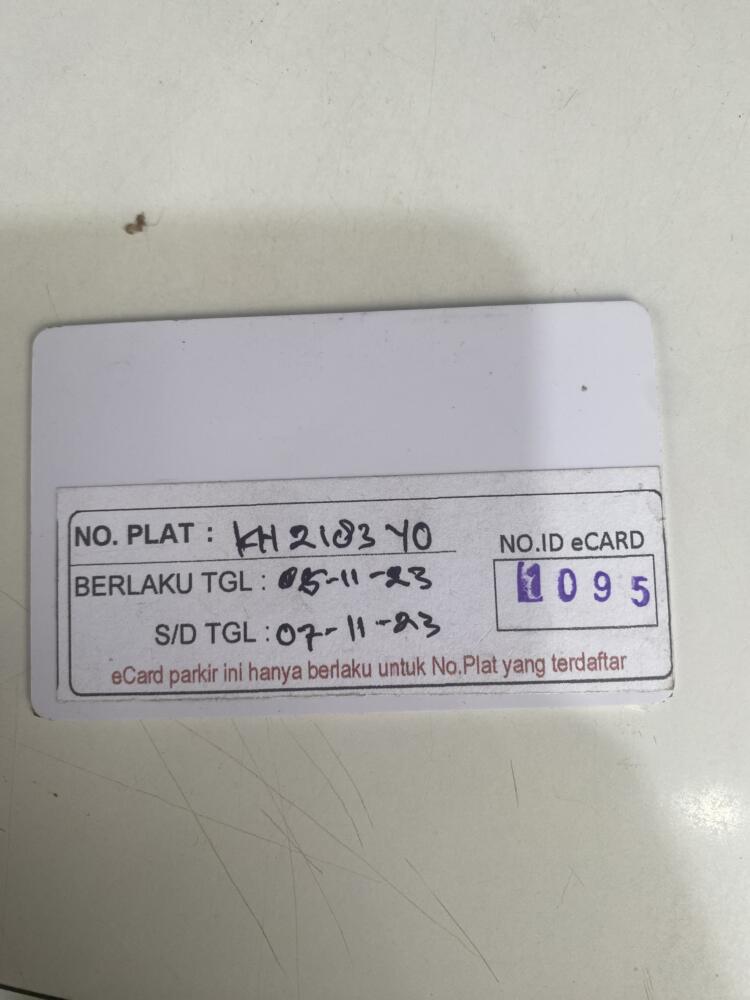 NO. PLAT : KH 2183 YO
NO.ID eCARD
BERLAKU TGL : 05-11-23
1095
S/D TGL : 07-11-23
eCard parkir ini hanya berlaku untuk No.Plat yang terdaftar